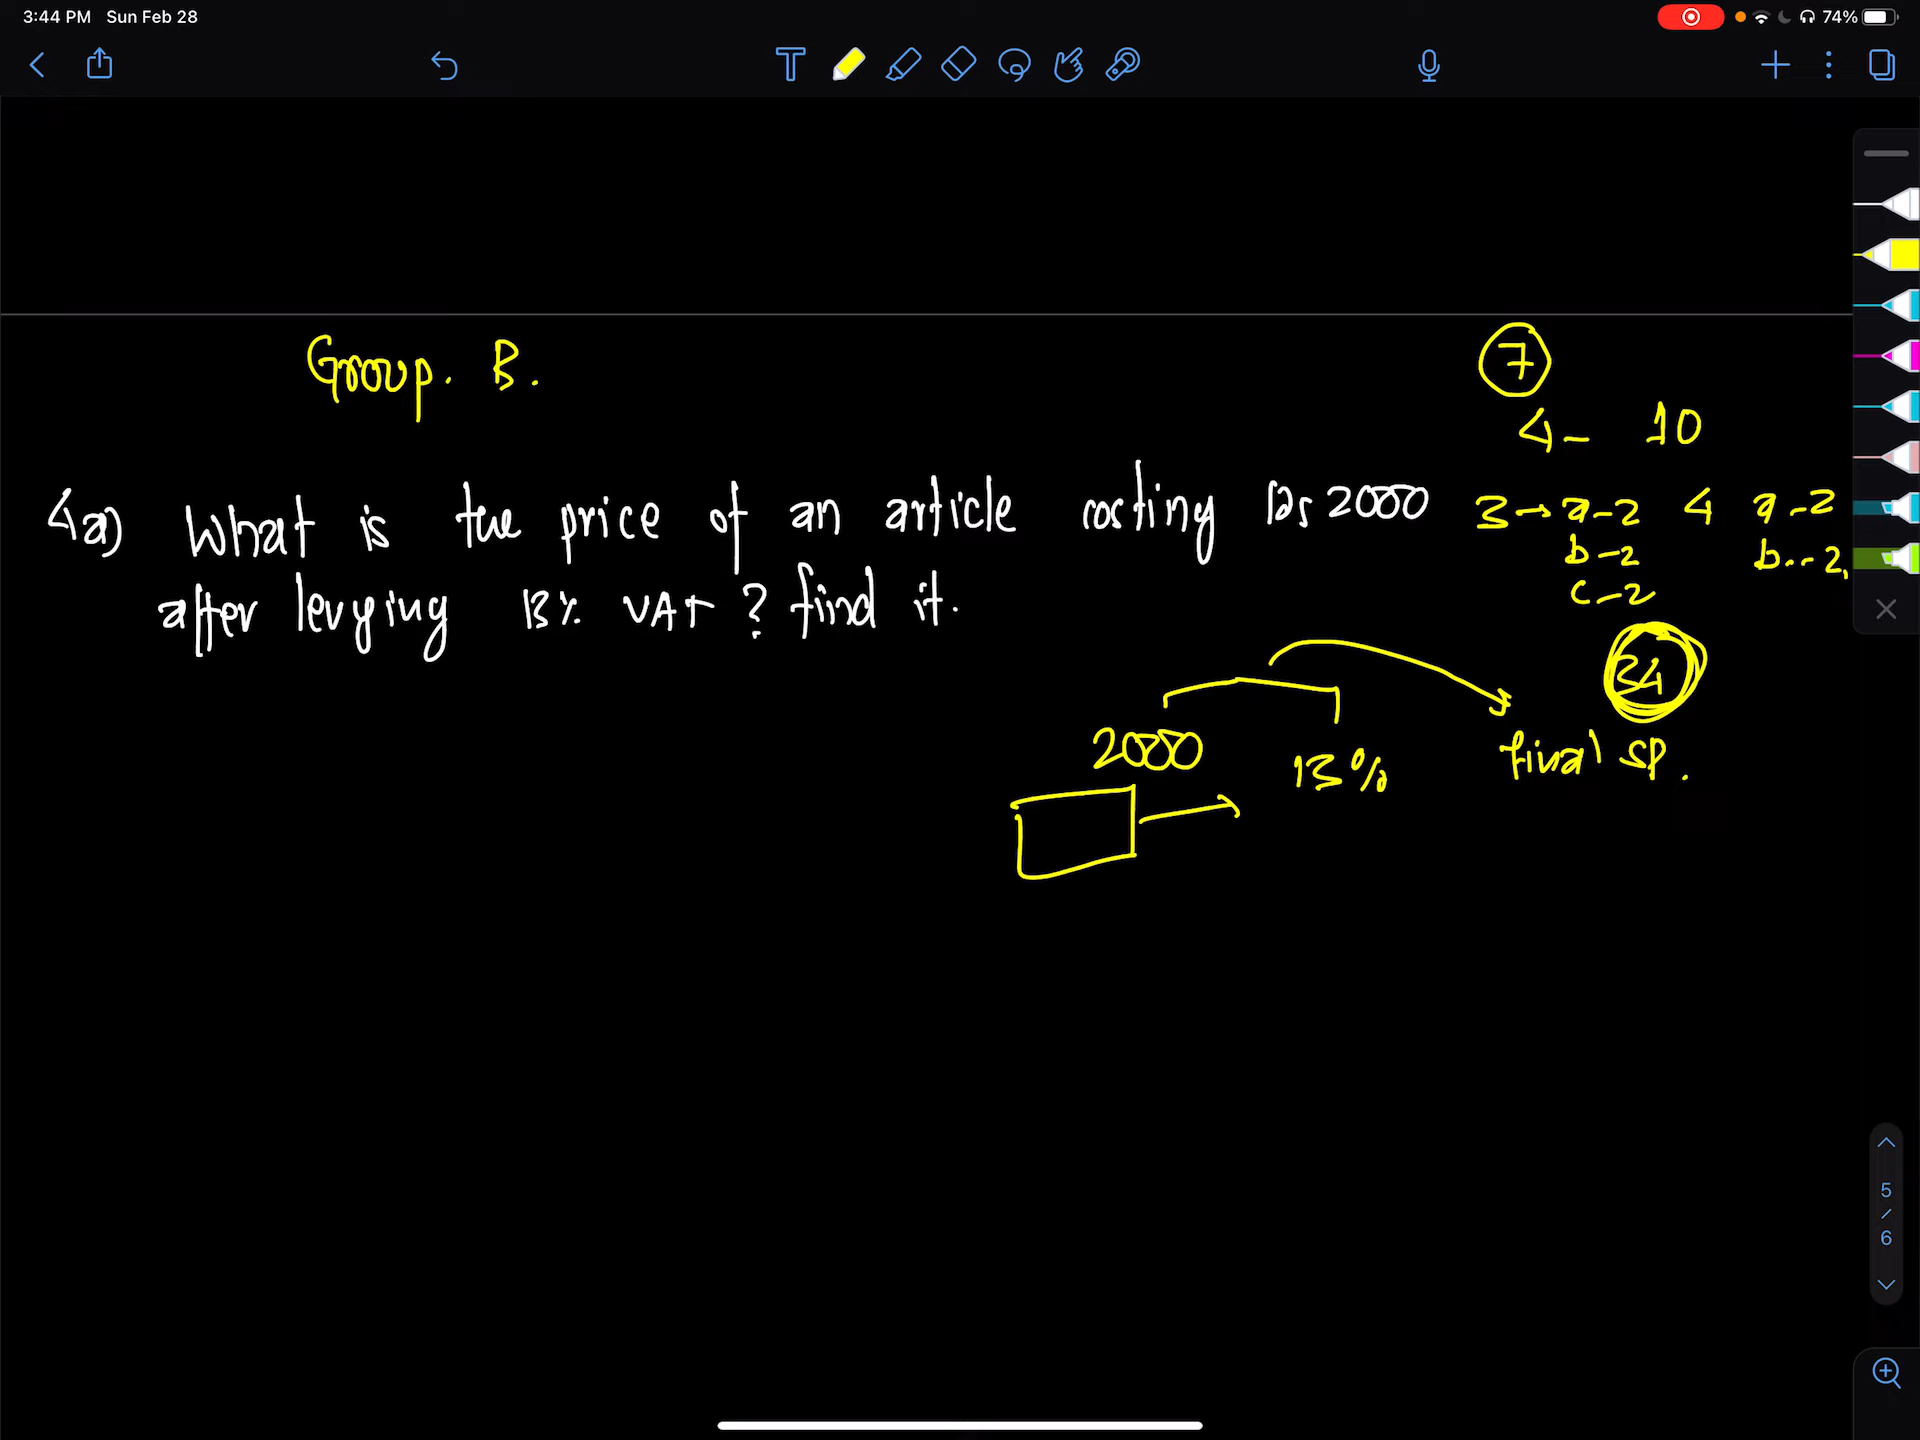 3:44 PM Sun Feb 28
74%
Group. B.
7
4 - 10
4a) What is the price of an article costing Rs 2000
after levying 13% VAT ? find it.
3 → a - 2 4 a - 2
b - 2 b - - 2,
c - 2
34
2000 13% final SP.
5
/
6